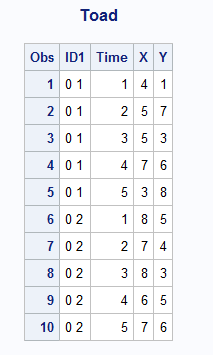 Toad
Obs ID1 Time X Y
1 0 1 1 4 1
2 0 1 2 5 7
3 0 1 3 5 3
4 0 1 4 7 6
5 0 1 5 3 8
6 0 2 1 8 5
7 0 2 2 7 4
8 0 2 3 8 3
9 0 2 4 6 5
10 0 2 5 7 6